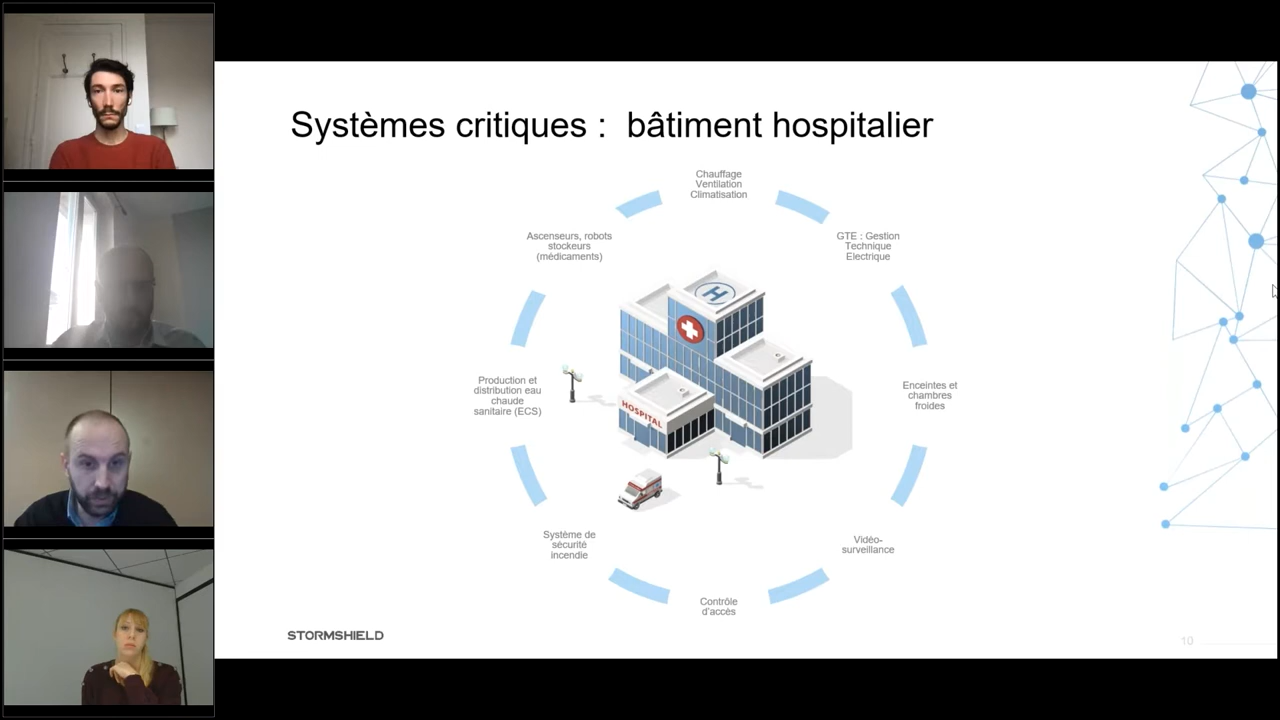 Systèmes critiques : bâtiment hospitalier
Chauffage
Ventilation
Climatisation
Ascenseurs, robots
stockeurs
(médicaments)
GTE : Gestion
Technique
Electrique
H
Production et
distribution eau
chaude
sanitaire (ECS)
HOSPITAL
Enceintes et
chambres
froides
Système de
sécurité
incendie
Vidéo-
surveillance
Contrôle
d'accès
STORMSHIELD
10